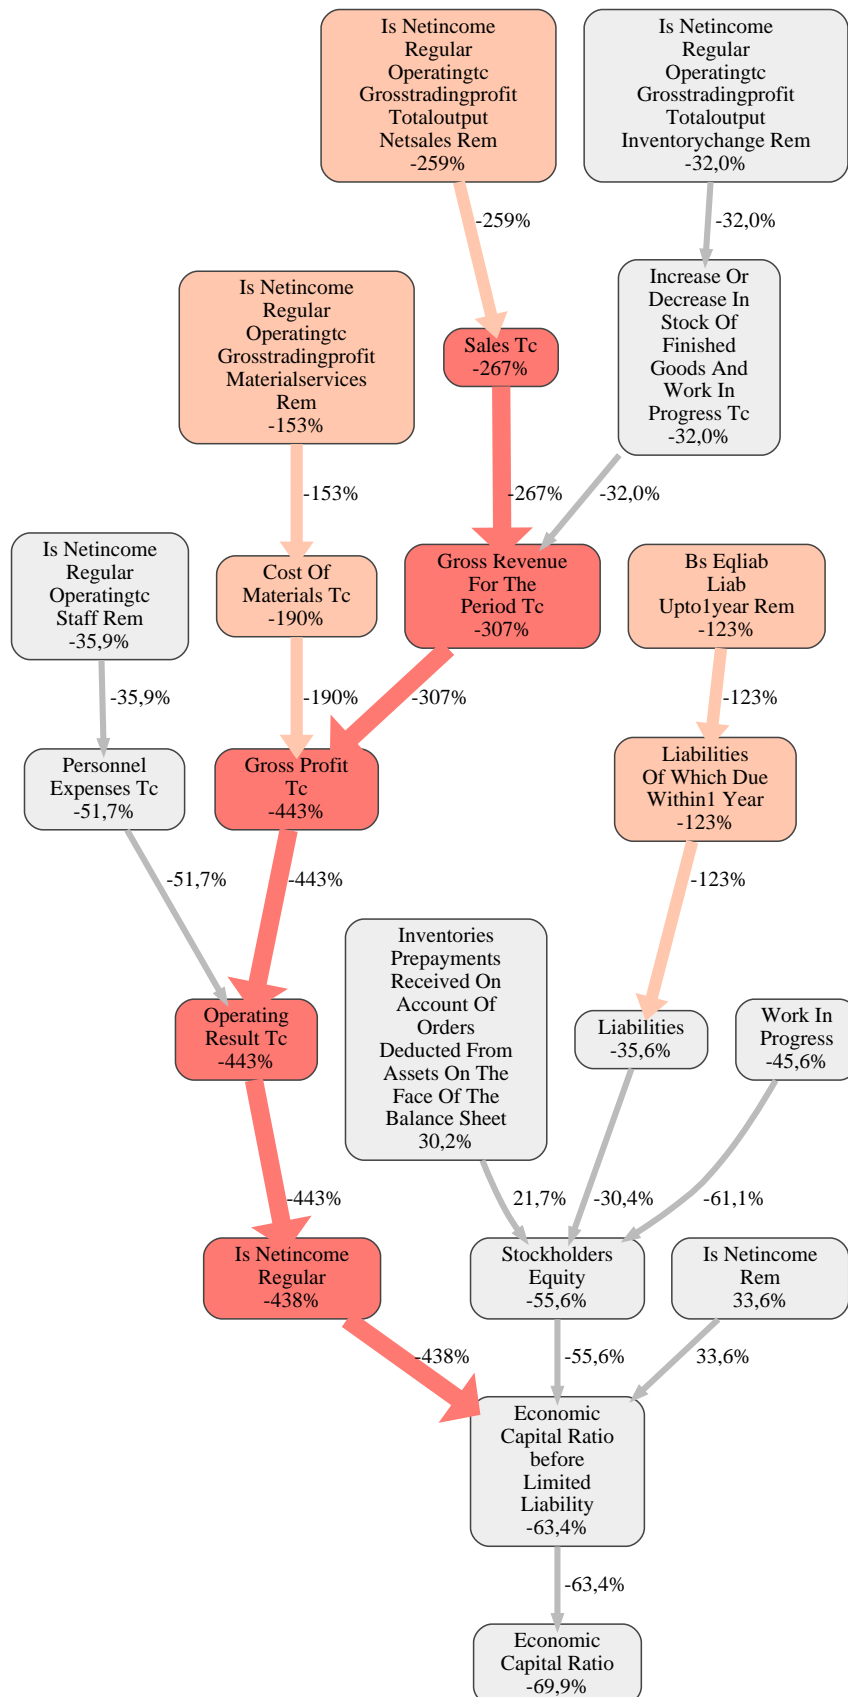 Is Netincome
Regular
Operatingtc
Grosstradingprofit
Totaloutput
Netsales Rem
-259%
Is Netincome
Regular
Operatingtc
Grosstradingprofit
Totaloutput
Inventorychange Rem
-32,0%
-259%
-32,0%
Is Netincome
Regular
Operatingtc
Grosstradingprofit
Materialservices
Rem
-153%
Sales Tc
-267%
Increase Or
Decrease In
Stock Of
Finished
Goods And
Work In
Progress Tc
-32,0%
-153%
-267%
-32,0%
Is Netincome
Regular
Operatingtc
Staff Rem
-35,9%
Cost Of
Materials Tc
-190%
Gross Revenue
For The
Period Tc
-307%
Bs Eqliab
Liab
Upto1year Rem
-123%
-35,9%
-190%
-307%
-123%
Personnel
Expenses Tc
-51,7%
Gross Profit
Tc
-443%
Liabilities
Of Which Due
Within1 Year
-123%
-51,7%
-443%
-123%
Inventories
Prepayments
Received On
Account Of
Orders
Deducted From
Assets On The
Face Of The
Balance Sheet
30,2%
Operating
Result Tc
-443%
Liabilities
-35,6%
Work In
Progress
-45,6%
-443%
21,7%
-30,4%
-61,1%
Is Netincome
Regular
-438%
Stockholders
Equity
-55,6%
Is Netincome
Rem
33,6%
-438%
-55,6%
33,6%
Economic
Capital Ratio
before
Limited
Liability
-63,4%
-63,4%
Economic
Capital Ratio
-69,9%